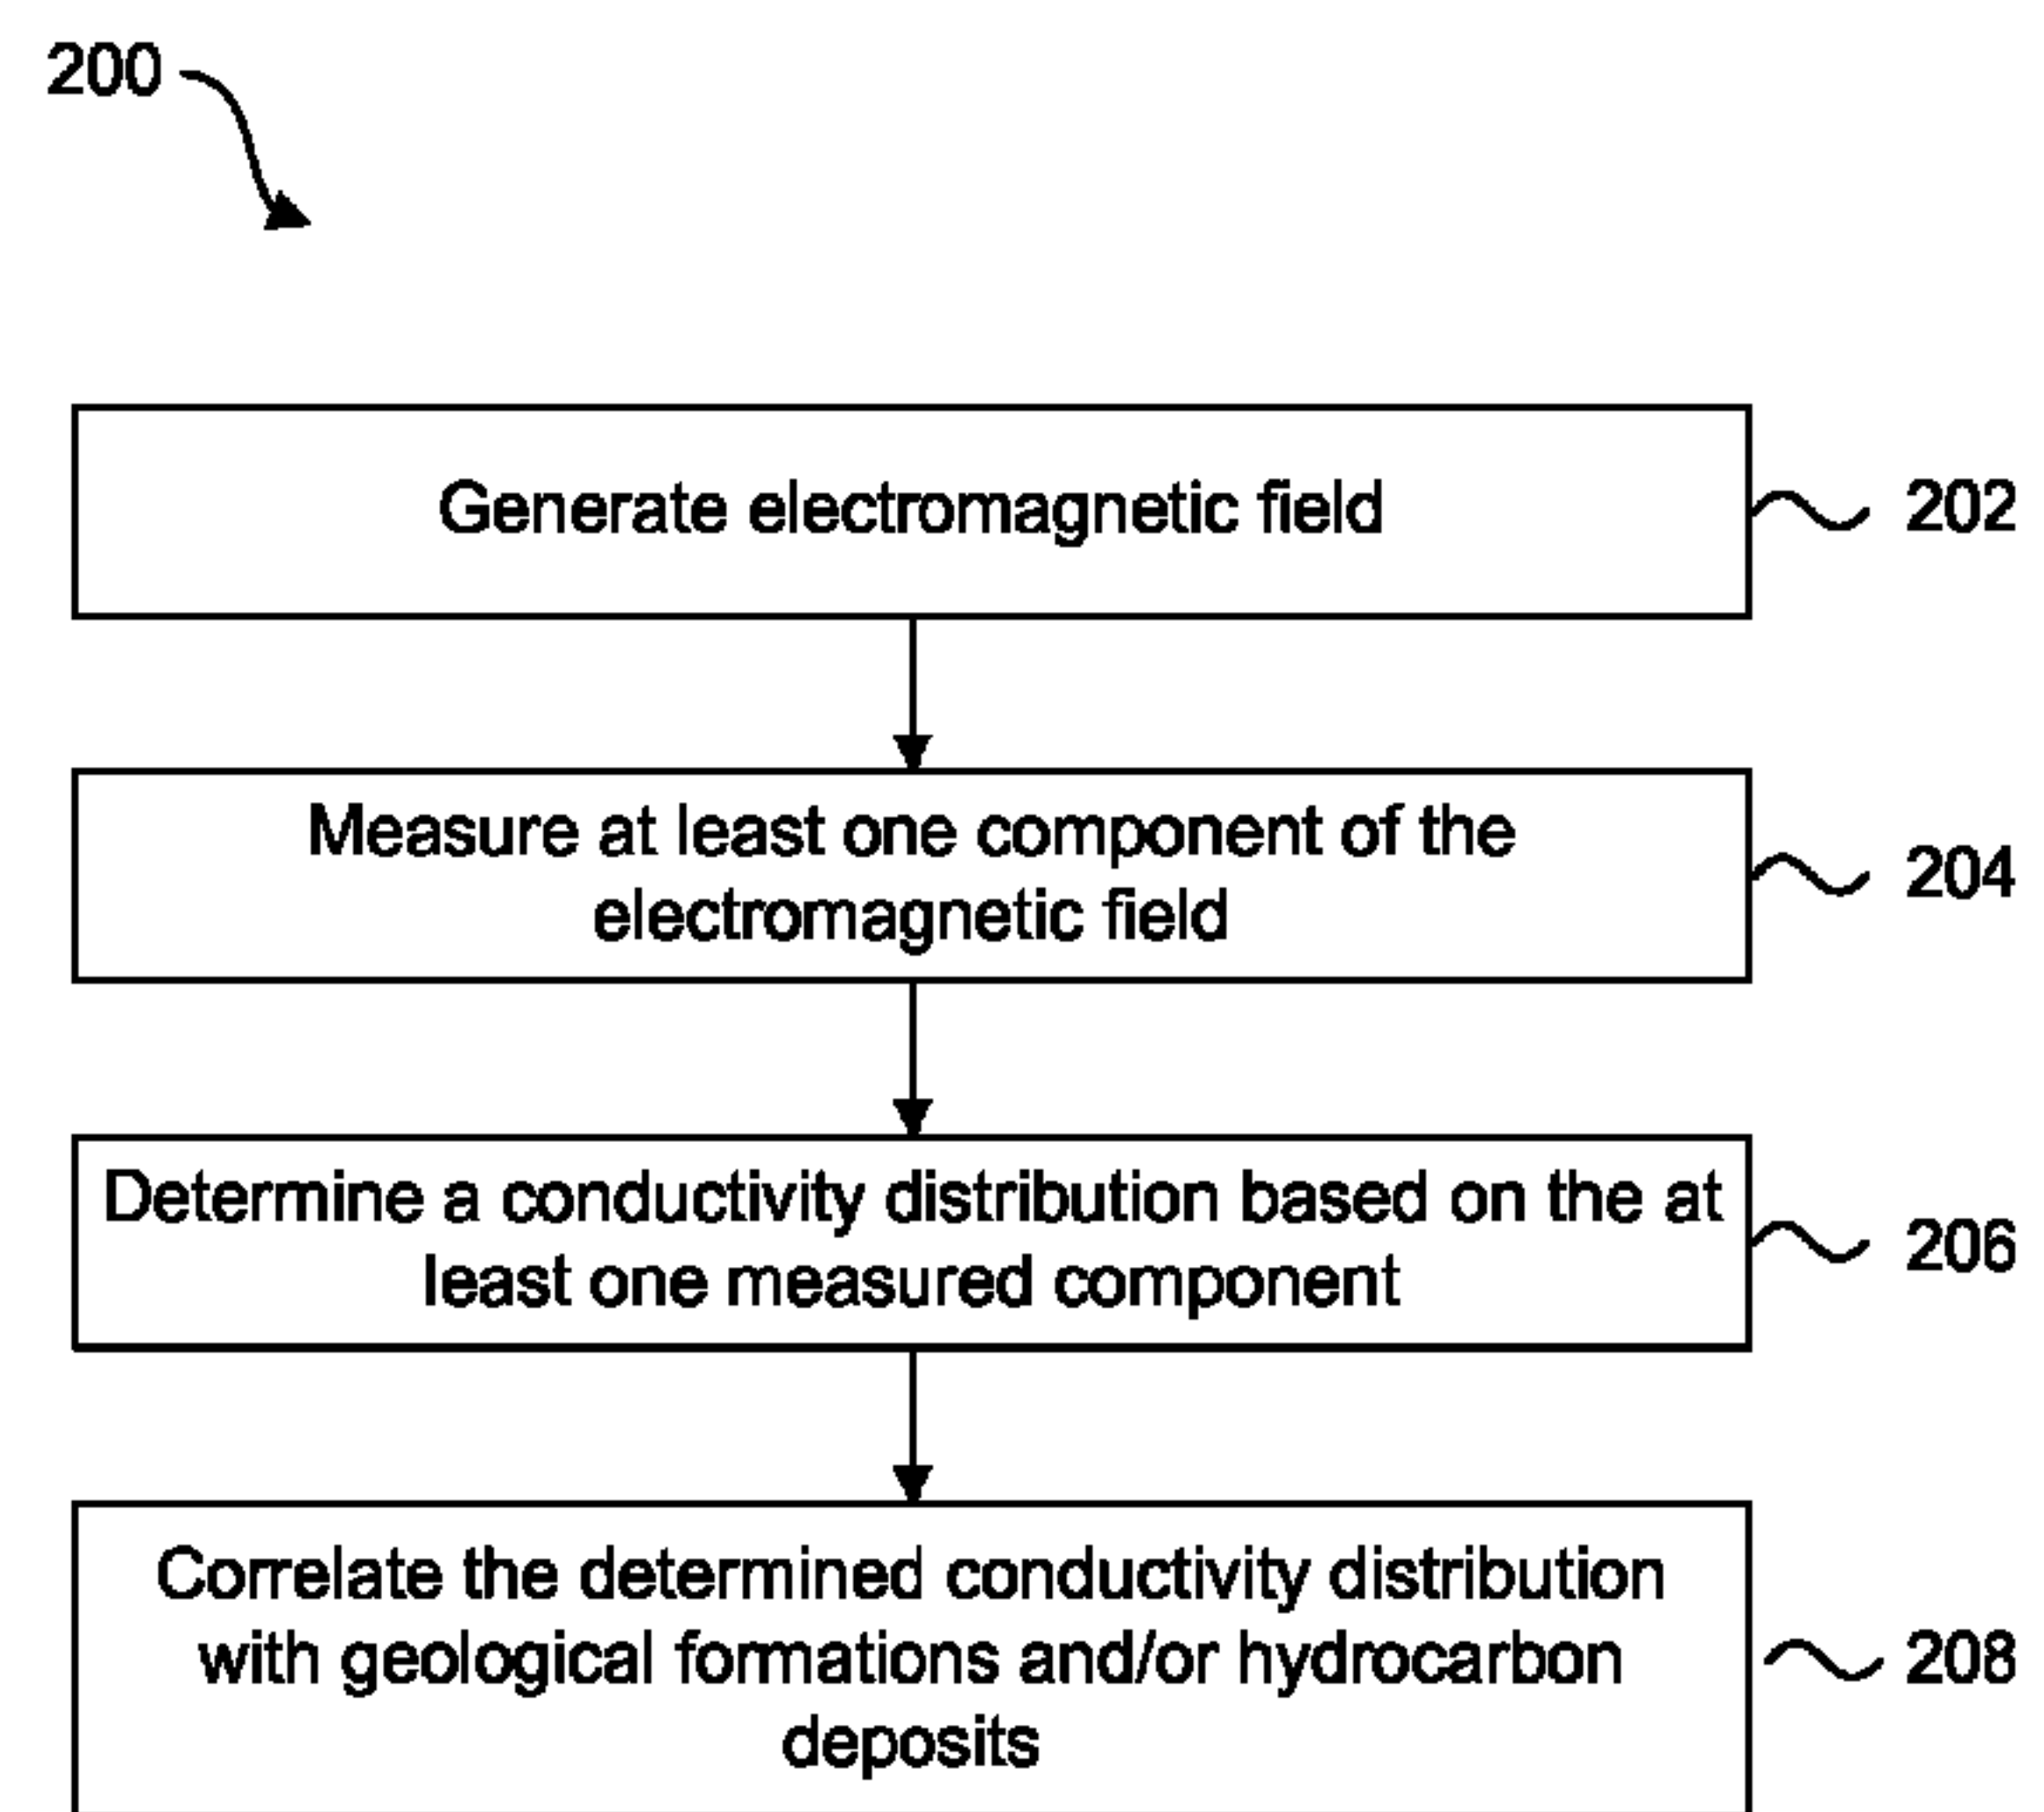 200
Generate electromagnetic field
202
Measure at least one component of the
electromagnetic field
204
Determine a conductivity distribution based on the at
least one measured component
206
Correlate the determined conductivity distribution
with geological formations and/or hydrocarbon
deposits
208